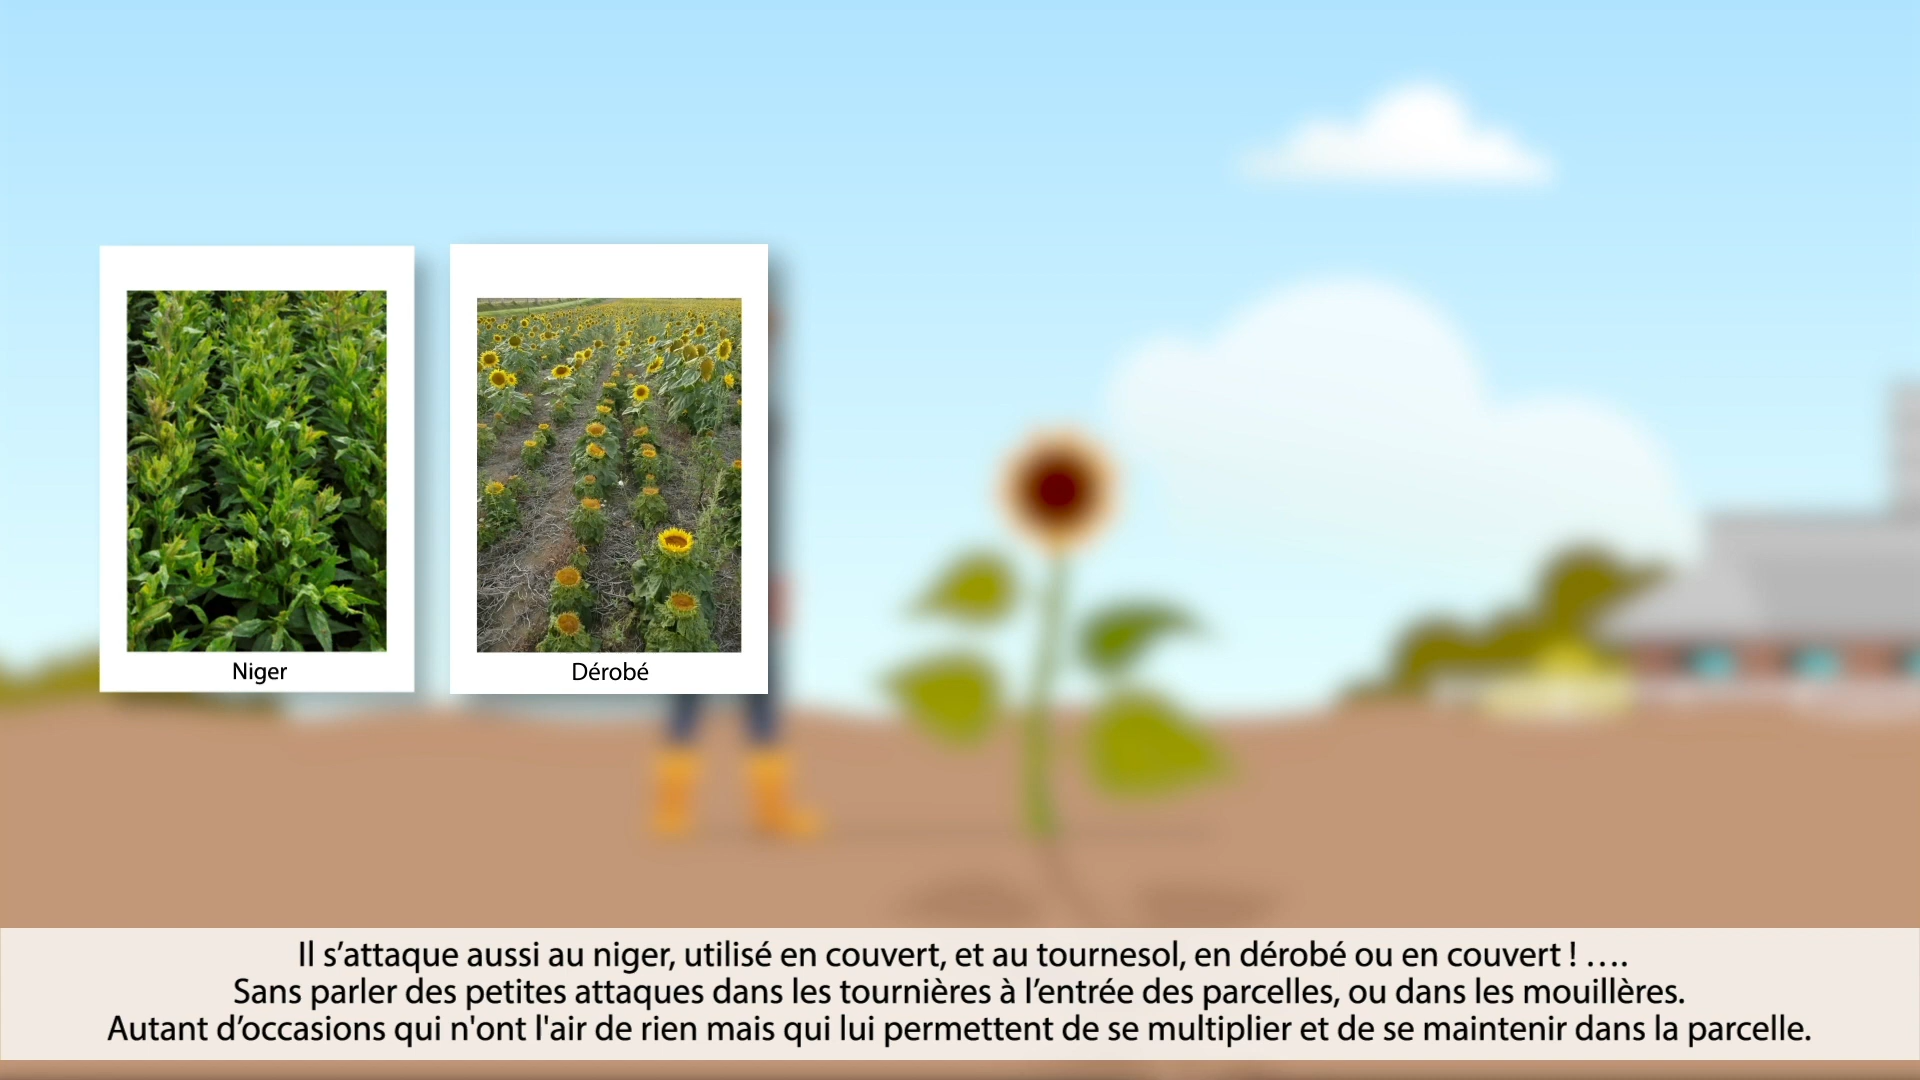 Niger
Dérobé
Il s’attaque aussi au niger, utilisé en couvert, et au tournesol, en dérobé ou en couvert ! ….
Sans parler des petites attaques dans les tournières à l’entrée des parcelles, ou dans les mouillères.
Autant d’occasions qui n'ont l'air de rien mais qui lui permettent de se multiplier et de se maintenir dans la parcelle.